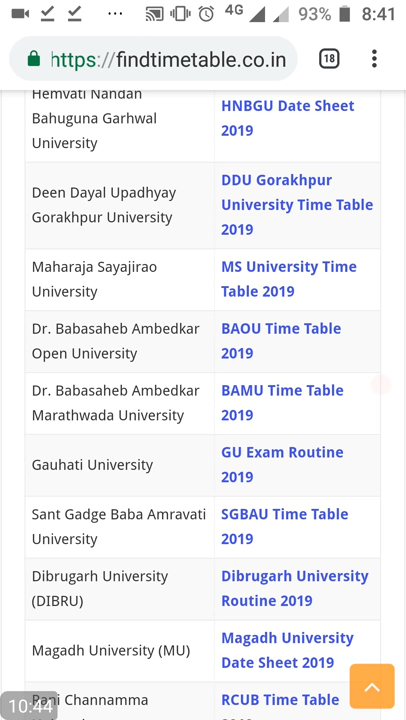 4G 93% 8:41
https://findtimetable.co.in 18
Hemvati Nandan
Bahuguna Garhwal
University
HNBGU Date Sheet
2019
Deen Dayal Upadhyay
Gorakhpur University
DDU Gorakhpur
University Time Table
2019
Maharaja Sayajirao
University
MS University Time
Table 2019
Dr. Babasaheb Ambedkar
Open University
BAOU Time Table
2019
Dr. Babasaheb Ambedkar
Marathwada University
BAMU Time Table
2019
Gauhati University
GU Exam Routine
2019
Sant Gadge Baba Amravati
University
SGBAU Time Table
2019
Dibrugarh University
(DIBRU)
Dibrugarh University
Routine 2019
Magadh University (MU)
Magadh University
Date Sheet 2019
10:44
Rani Channamma
RCUB Time Table